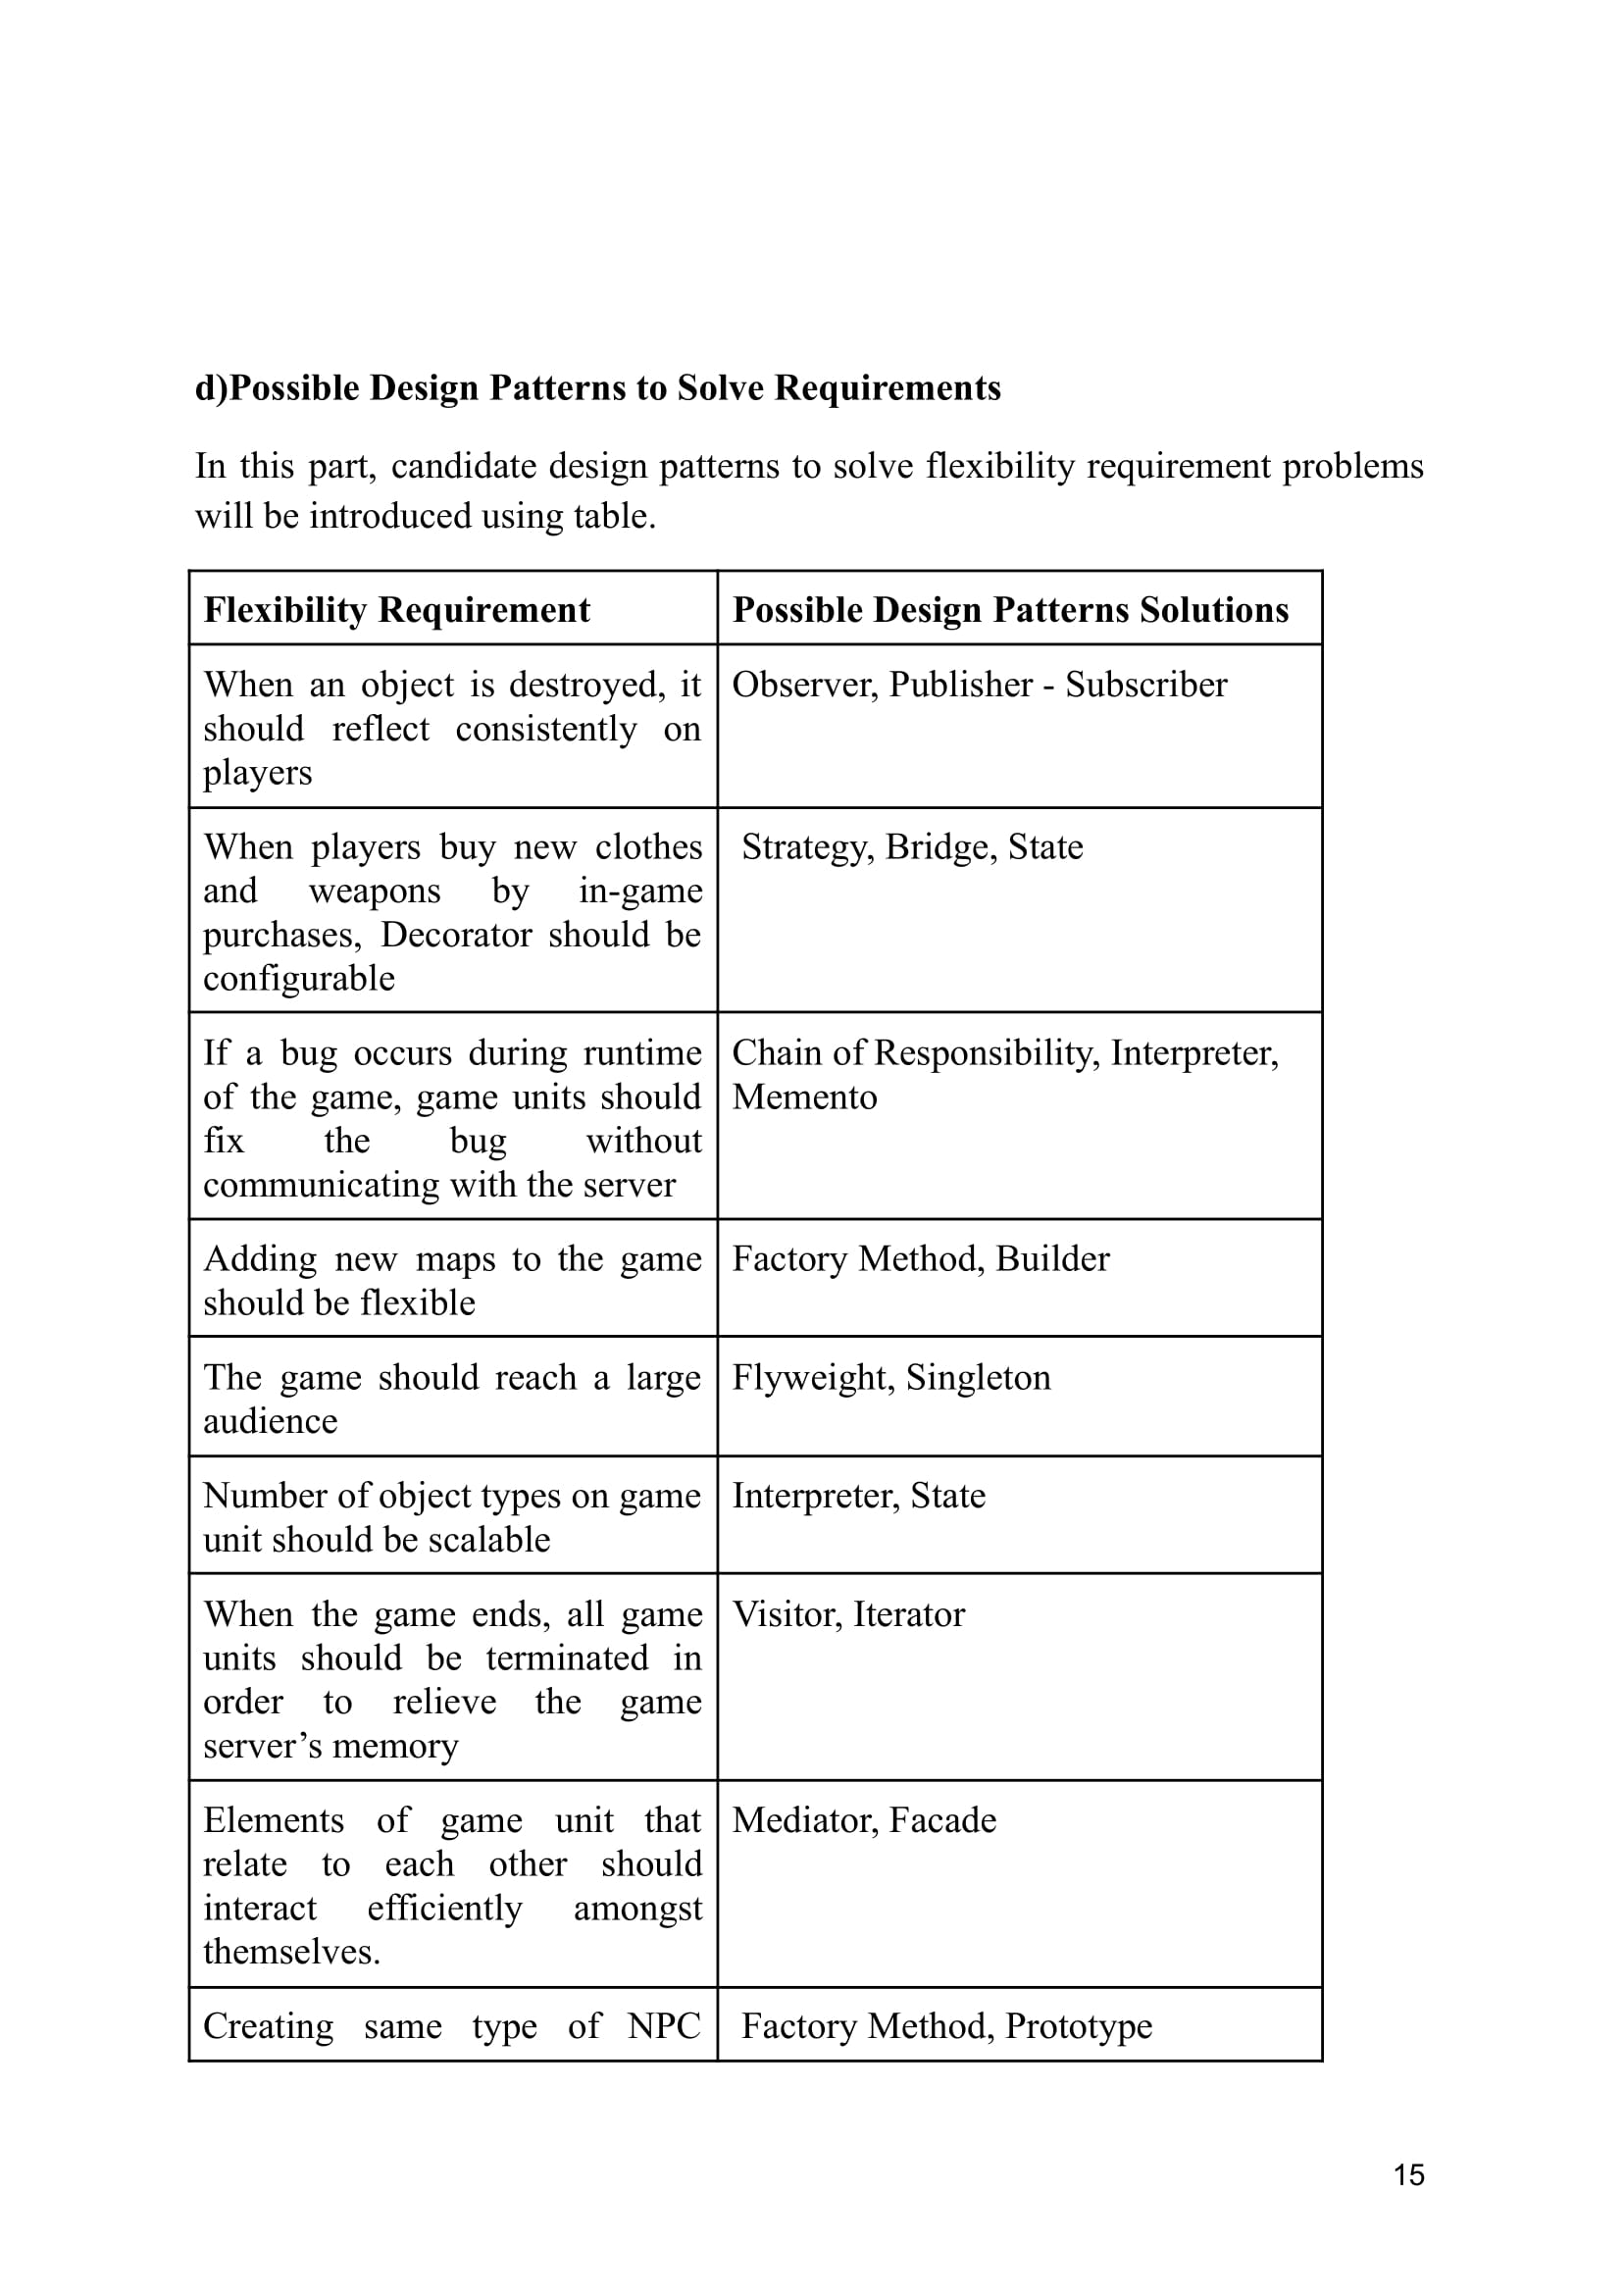 d)Possible Design Patterns to Solve Requirements
In this part, candidate design patterns to solve flexibility requirement problems
will be introduced using table.
Flexibility Requirement
Possible Design Patterns Solutions
When an object is destroyed, it
should reflect consistently on
players
Observer, Publisher - Subscriber
When players buy new clothes
and weapons by in-game
purchases, Decorator should be
configurable
Strategy, Bridge, State
If a bug occurs during runtime
of the game, game units should
fix the bug without
communicating with the server
Chain of Responsibility, Interpreter,
Memento
Adding new maps to the game
should be flexible
Factory Method, Builder
The game should reach a large
audience
Flyweight, Singleton
Number of object types on game
unit should be scalable
Interpreter, State
When the game ends, all game
units should be terminated in
order to relieve the game
server’s memory
Visitor, Iterator
Elements of game unit that
relate to each other should
interact efficiently amongst
themselves.
Mediator, Facade
Creating same type of NPC
Factory Method, Prototype
15